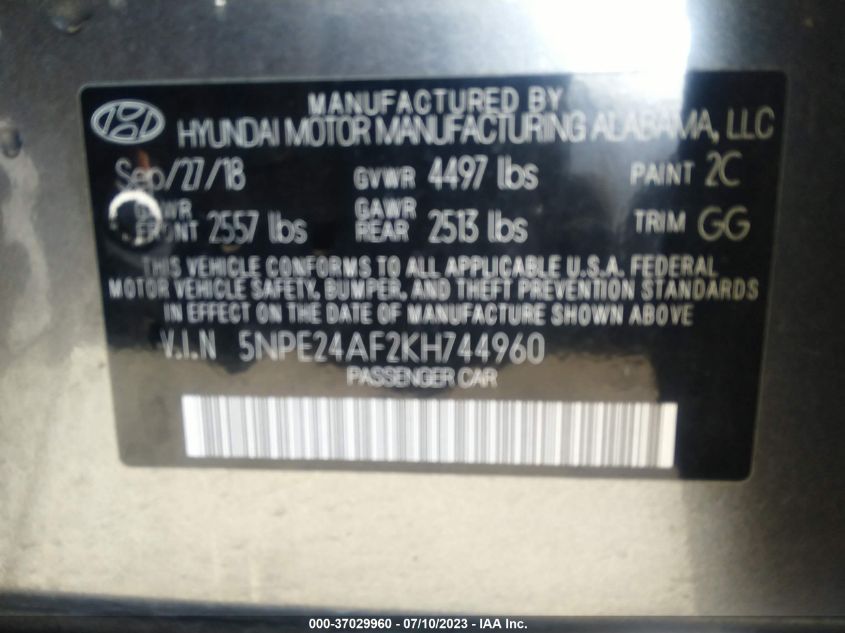 MANUFACTURED BY
HYUNDAI MOTOR MANUFACTURING ALABAMA, LLC
Sep/27/18 GVWR 4497 lbs PAINT 2C
GAWR FRONT 2557 lbs GAWR REAR 2513 lbs TRIM GG
THIS VEHICLE CONFORMS TO ALL APPLICABLE U.S.A. FEDERAL
MOTOR VEHICLE SAFETY, BUMPER, AND THEFT PREVENTION STANDARDS
IN EFFECT ON THE DATE OF MANUFACTURE SHOWN ABOVE
V.I.N 5NPE24AF2KH744960
PASSENGER CAR
000-37029960 - 07/10/2023 - IAA Inc.